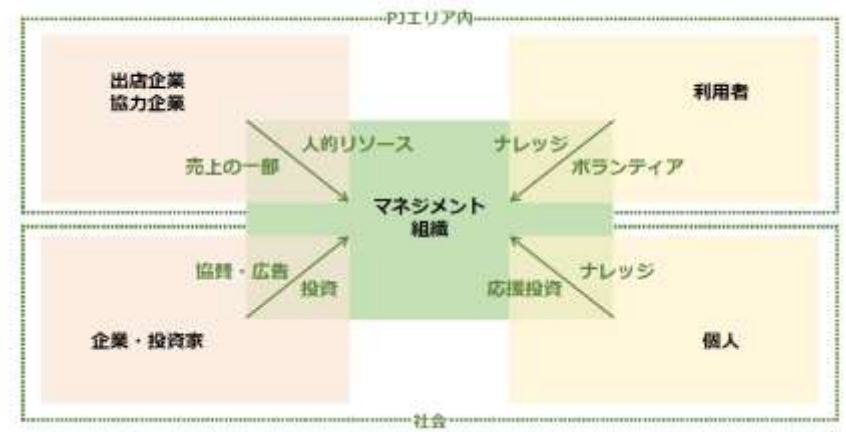 PJエリア内
出店企業
協力企業
利用者
人的リソース
ナレッジ
売上の一部
ボランティア
マネジメント
組織
協賛・広告
ナレッジ
投資
応援投資
企業・投資家
個人
社会